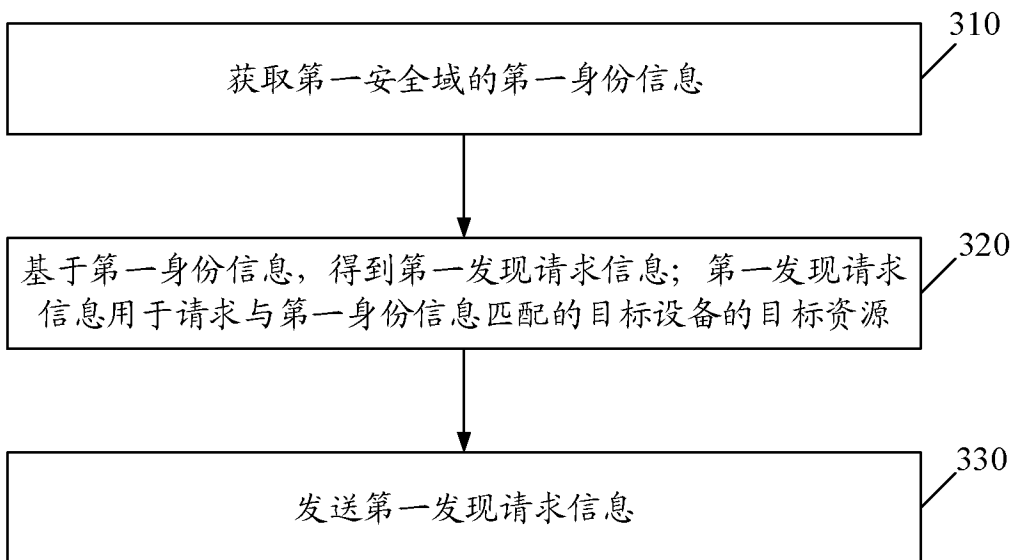 310
获取第一安全域的第一身份信息
320
基于第一身份信息，得到第一发现请求信息；第一发现请求
信息用于请求与第一身份信息匹配的目标设备的目标资源
330
发送第一发现请求信息